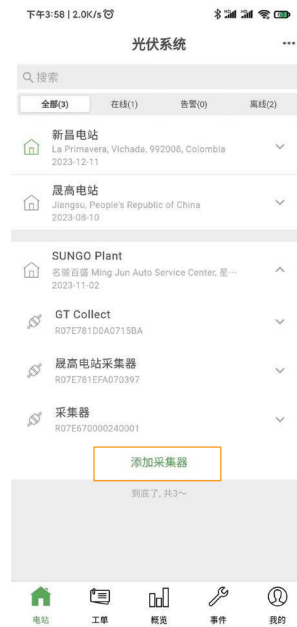 下午3:58 | 2.0K/s
光伏系统
搜索
全部(3) 在线(1) 告警(0) 离线(2)
新昌电站
La Primavera, Vichada, 992008, Colombia
2023-12-11
晟高电站
Jiangsu, People's Republic of China
2023-08-10
SUNGO Plant
名骏百盛 Ming Jun Auto Service Center, 星…
2023-11-02
GT Collect
R07E781D0A0715BA
晟高电站采集器
R07E781EFA070397
采集器
R07E670000240001
添加采集器
到底了, 共3～
电站 工单 概览 事件 我的